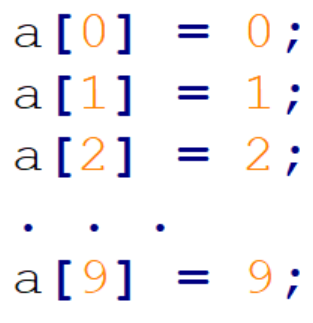 a[0] = 0;
a[1] = 1;
a[2] = 2;
. . .
a[9] = 9;